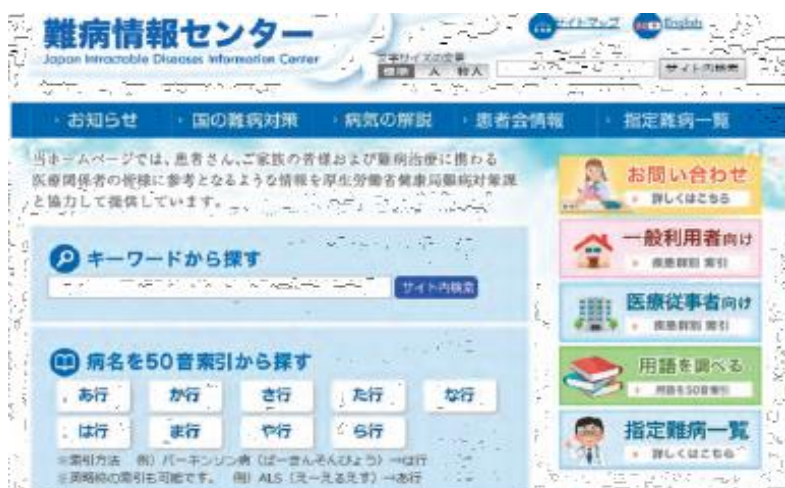 難病情報センター
Japan Intractable Diseases Information Center
サイトマップ
English
文字サイズの変更
標準 大 特大
サイト内検索
お知らせ
国の難病対策
病気の解説
患者会情報
指定難病一覧
当ホームページでは、患者さん、ご家族の皆様および難病治療に携わる
医療関係者の皆様に参考となるような情報を厚生労働省健康局難病対策課
と協力して提供しています。
キーワードから探す
サイト内検索
病名を50音索引から探す
あ行 か行 さ行 た行 な行
は行 ま行 や行 ら行
※索引方法 例）パーキンソン病（ぱーきんそんびょう）→は行
※英略称の索引も可能です。 例）ALS（えーえるえす）→あ行
お問い合わせ
詳しくはこちら
一般利用者向け
疾患群別 索引
医療従事者向け
疾患群別 索引
用語を調べる
用語を50音索引
指定難病一覧
詳しくはこちら